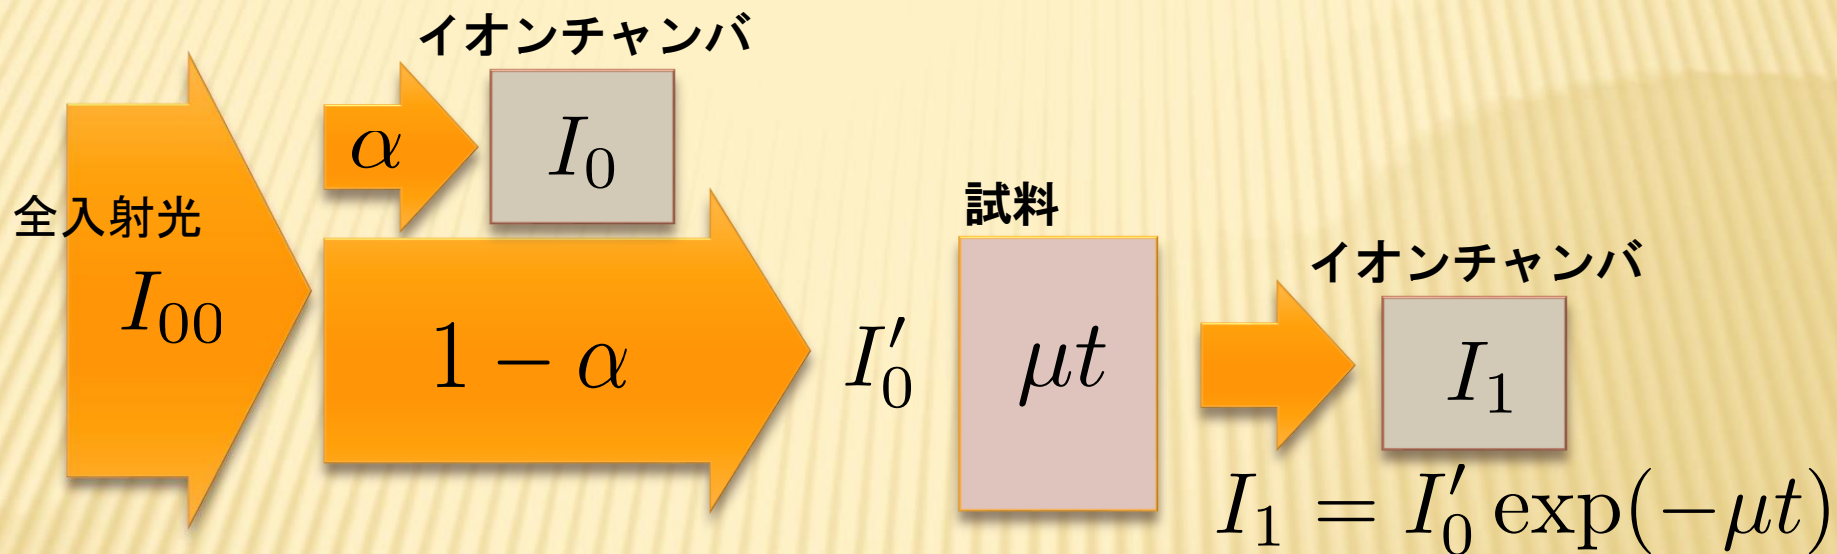 イオンチャンバ
α
I₀
全入射光
I₀₀
1 − α
I′₀
試料
μt
イオンチャンバ
I₁
I₁ = I′₀ exp(−μt)